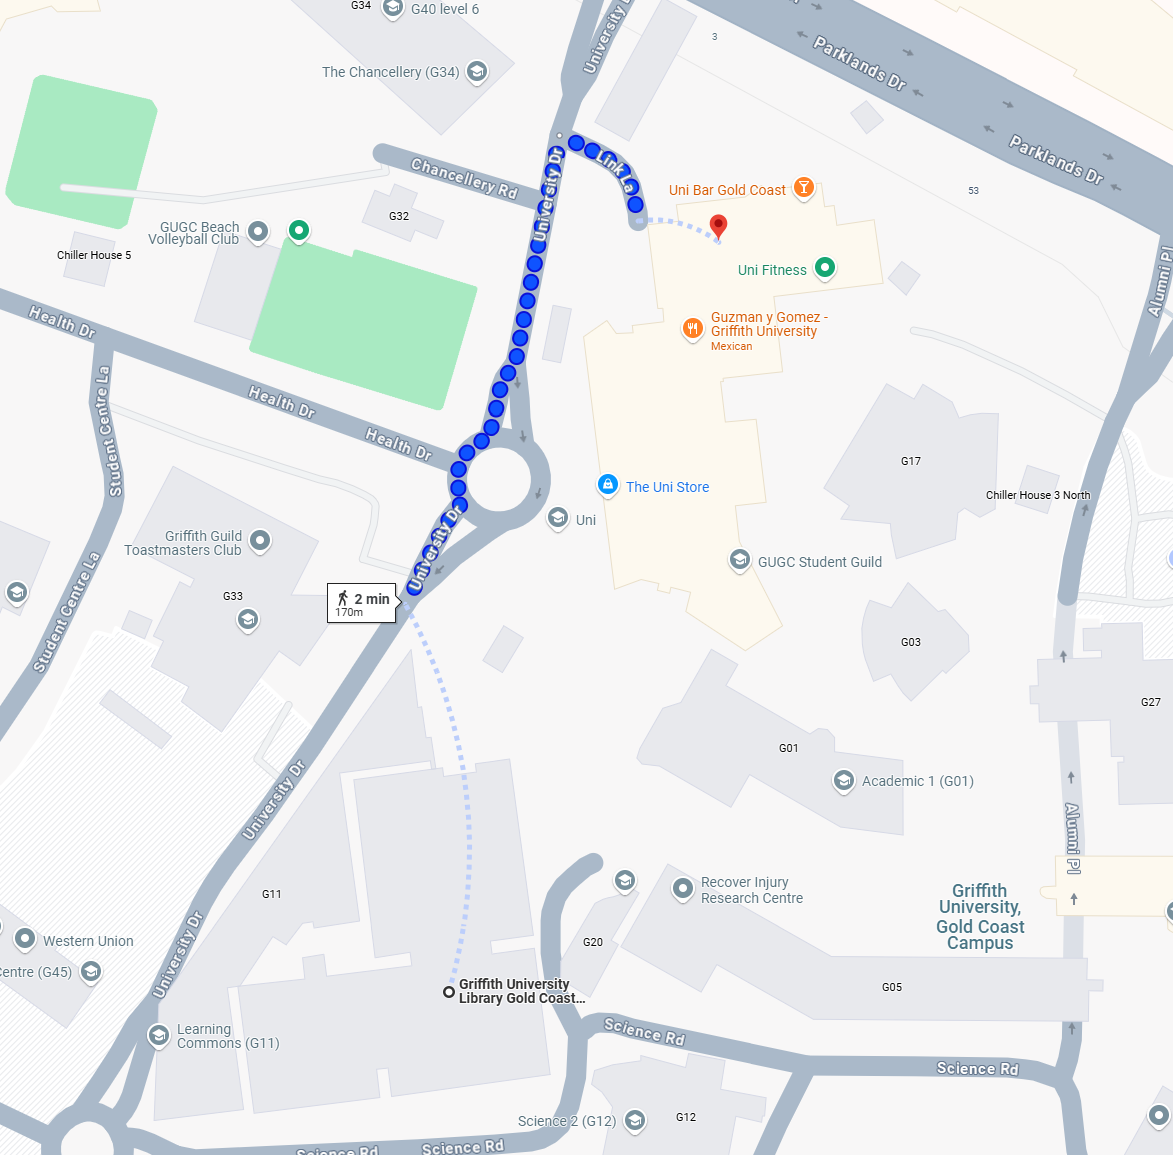 G34
G40 level 6
University D
3
Parklands Dr
The Chancellery (G34)
Parklands Dr
University Dr
Link La
Chancellery Rd
Uni Bar Gold Coast
53
G32
GUGC Beach
Volleyball Club
Chiller House 5
Uni Fitness
Alumni Pl
Health Dr
Guzman y Gomez -
Griffith University
Mexican
Student Centre La
Health Dr
Health Dr
G17
The Uni Store
Chiller House 3 North
Uni
Griffith Guild
Toastmasters Club
University Dr
GUGC Student Guild
2 min
170m
G33
Student Centre La
G03
G27
G01
Academic 1 (G01)
University Dr
Alumni Pl
G11
Recover Injury
Research Centre
Griffith
University,
Gold Coast
Campus
Western Union
University Dr
G20
Centre (G45)
Griffith University
Library Gold Coast...
G05
Learning
Commons (G11)
Science Rd
Science Rd
Science 2 (G12)
G12
Science Rd
Science Rd